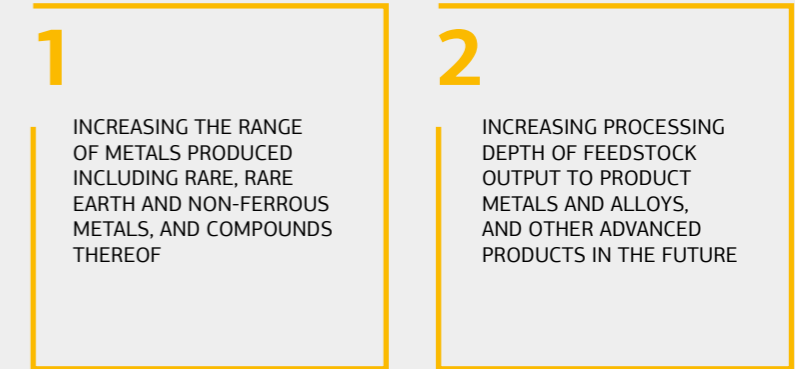 1
INCREASING THE RANGE
OF METALS PRODUCED
INCLUDING RARE, RARE
EARTH AND NON-FERROUS
METALS, AND COMPOUNDS
THEREOF
2
INCREASING PROCESSING
DEPTH OF FEEDSTOCK
OUTPUT TO PRODUCT
METALS AND ALLOYS,
AND OTHER ADVANCED
PRODUCTS IN THE FUTURE